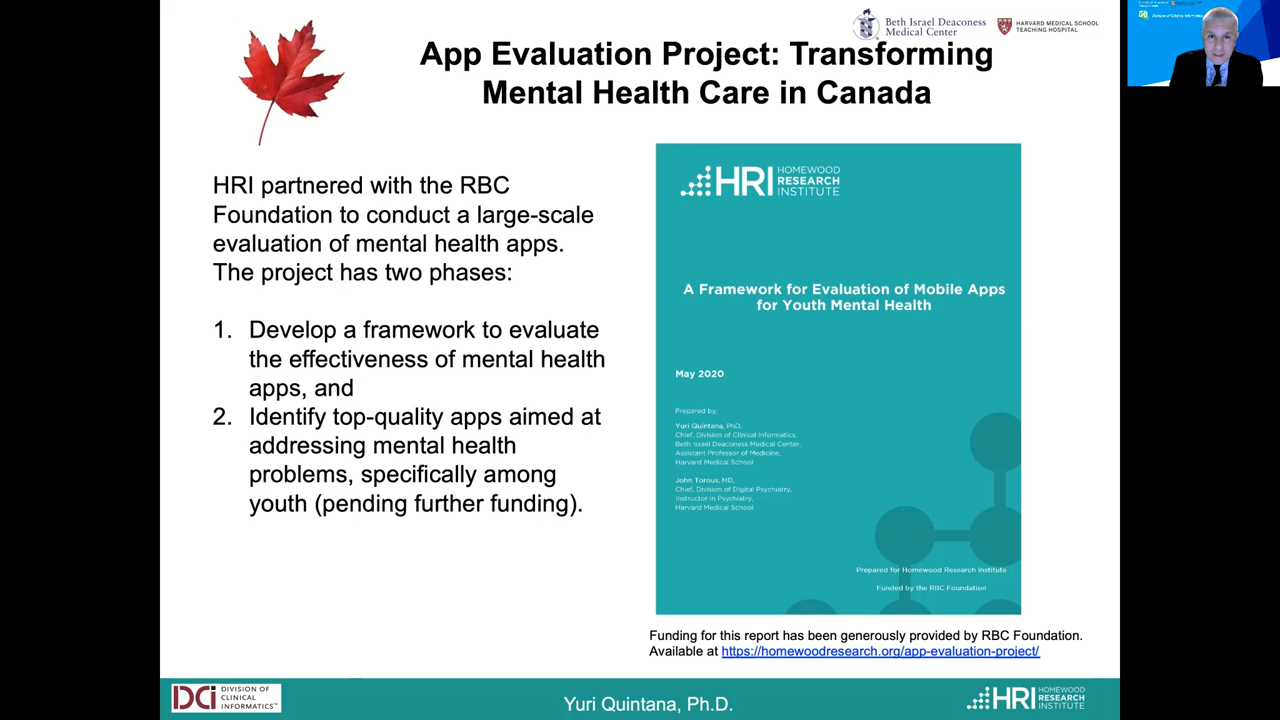 Beth Israel Deaconess
Medical Center
HARVARD MEDICAL SCHOOL
TEACHING HOSPITAL
App Evaluation Project: Transforming
Mental Health Care in Canada
HRI partnered with the RBC
Foundation to conduct a large-scale
evaluation of mental health apps.
The project has two phases:
1. Develop a framework to evaluate
the effectiveness of mental health
apps, and
2. Identify top-quality apps aimed at
addressing mental health
problems, specifically among
youth (pending further funding).
HRI HOMEWOOD
RESEARCH
INSTITUTE
A Framework for Evaluation of Mobile Apps
for Youth Mental Health
May 2020
Prepared by:
Yuri Quintana, PhD,
Chief, Division of Clinical Informatics,
Beth Israel Deaconess Medical Center,
Assistant Professor of Medicine,
Harvard Medical School
John Torous, MD,
Chief, Division of Digital Psychiatry,
Instructor in Psychiatry,
Harvard Medical School
Prepared for Homewood Research Institute
Funded by the RBC Foundation
Funding for this report has been generously provided by RBC Foundation.
Available at https://homewoodresearch.org/app-evaluation-project/
DCi DIVISION OF
CLINICAL
INFORMATICS™
Yuri Quintana, Ph.D.
HRI HOMEWOOD
RESEARCH
INSTITUTE
50